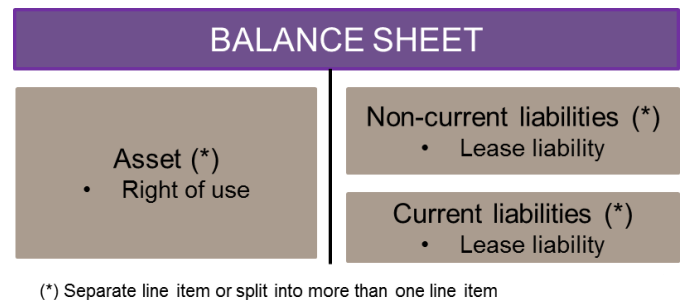 BALANCE SHEET
Asset (*)
• Right of use
Non-current liabilities (*)
• Lease liability
Current liabilities (*)
• Lease liability
(*) Separate line item or split into more than one line item